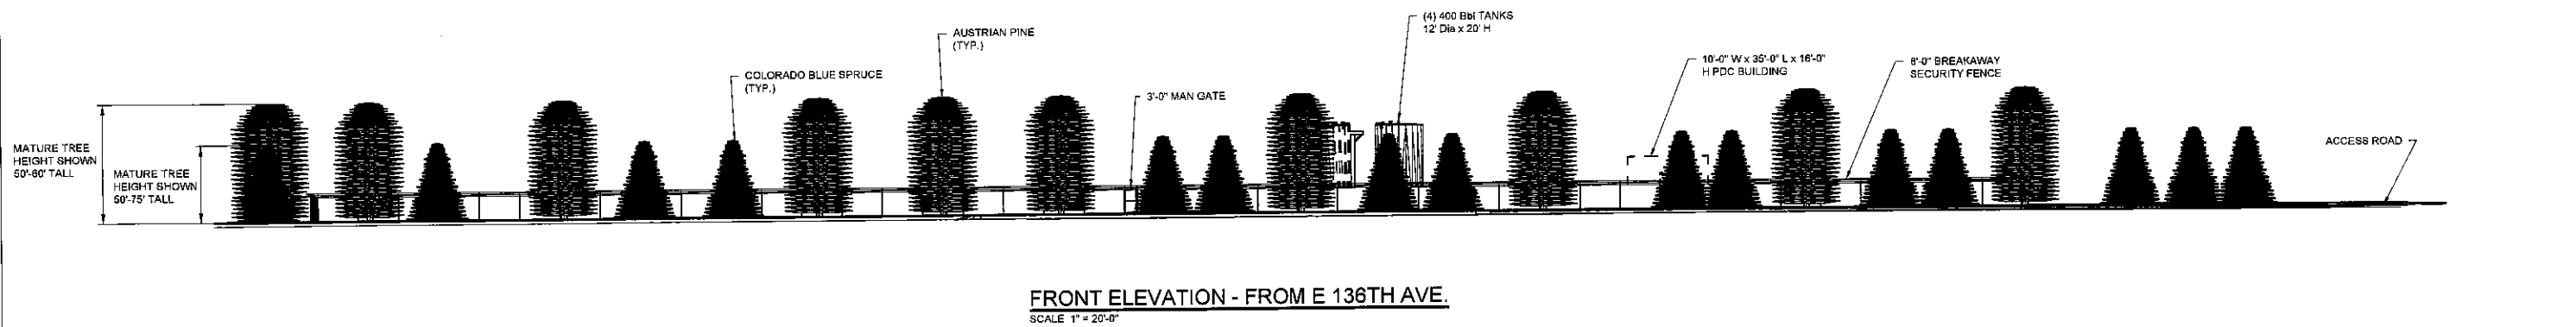 (4) 400 Bbl TANKS
12' Dia x 20' H
AUSTRIAN PINE
(TYP.)
10'-0" W x 35'-0" L x 16'-0"
H PDC BUILDING
8'-0" BREAKAWAY
SECURITY FENCE
COLORADO BLUE SPRUCE
(TYP.)
3'-0" MAN GATE
MATURE TREE
HEIGHT SHOWN
50'-60' TALL
MATURE TREE
HEIGHT SHOWN
50'-75' TALL
ACCESS ROAD
FRONT ELEVATION - FROM E 136TH AVE.
SCALE 1" = 20'-0"